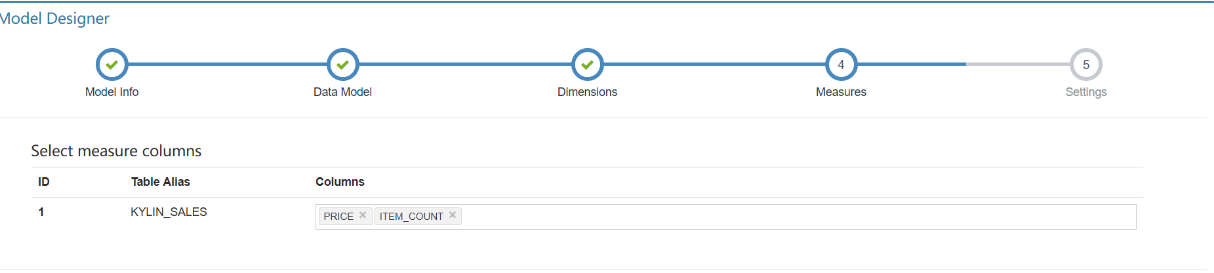 Model Designer
4 5
Model Info Data Model Dimensions Measures Settings
Select measure columns
ID Table Alias Columns
1 KYLIN_SALES PRICE × ITEM_COUNT ×